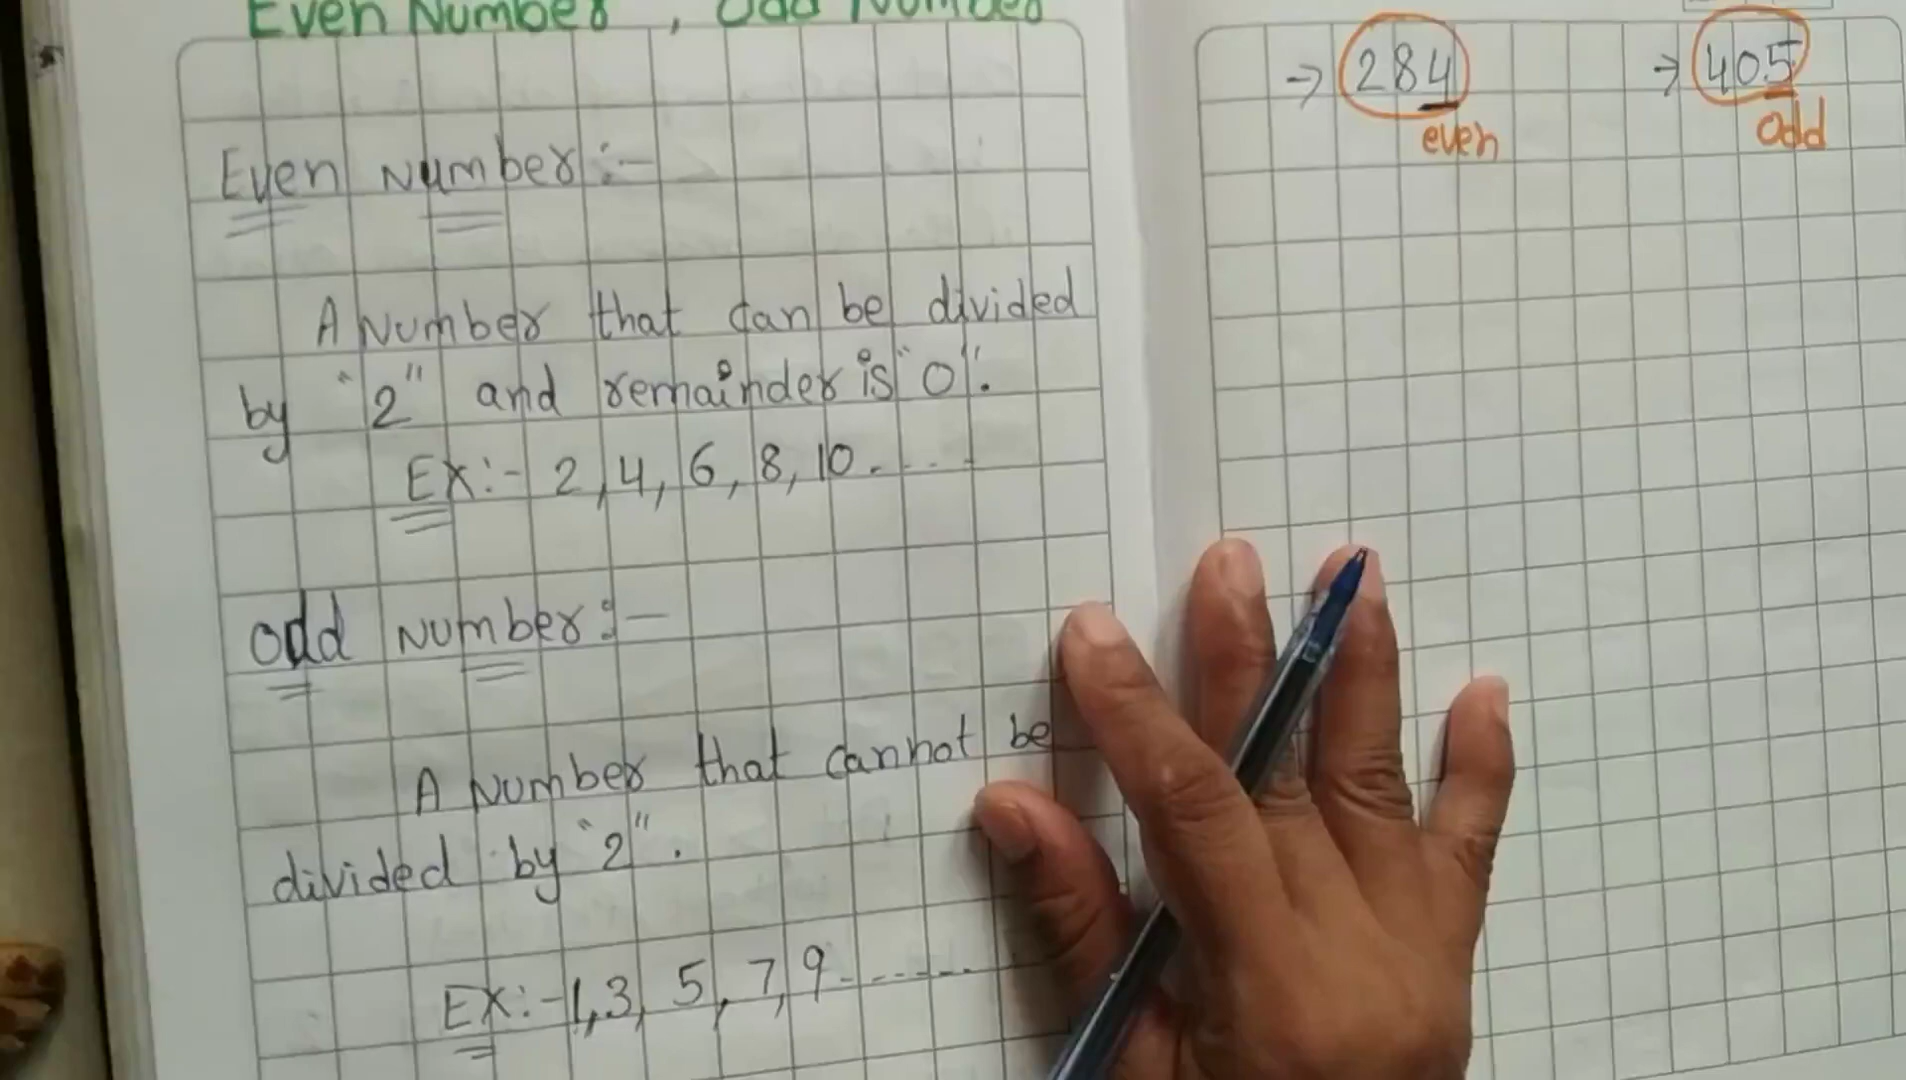 Even Number, Odd Number
Even Number :-
A Number that can be divided
by "2" and remainder is "0".
Ex:- 2, 4, 6, 8, 10. ...
odd Number :-
A Number that cannot be
divided by "2".
Ex:- 1, 3, 5, 7, 9------
→ 284
even
→ 405
odd